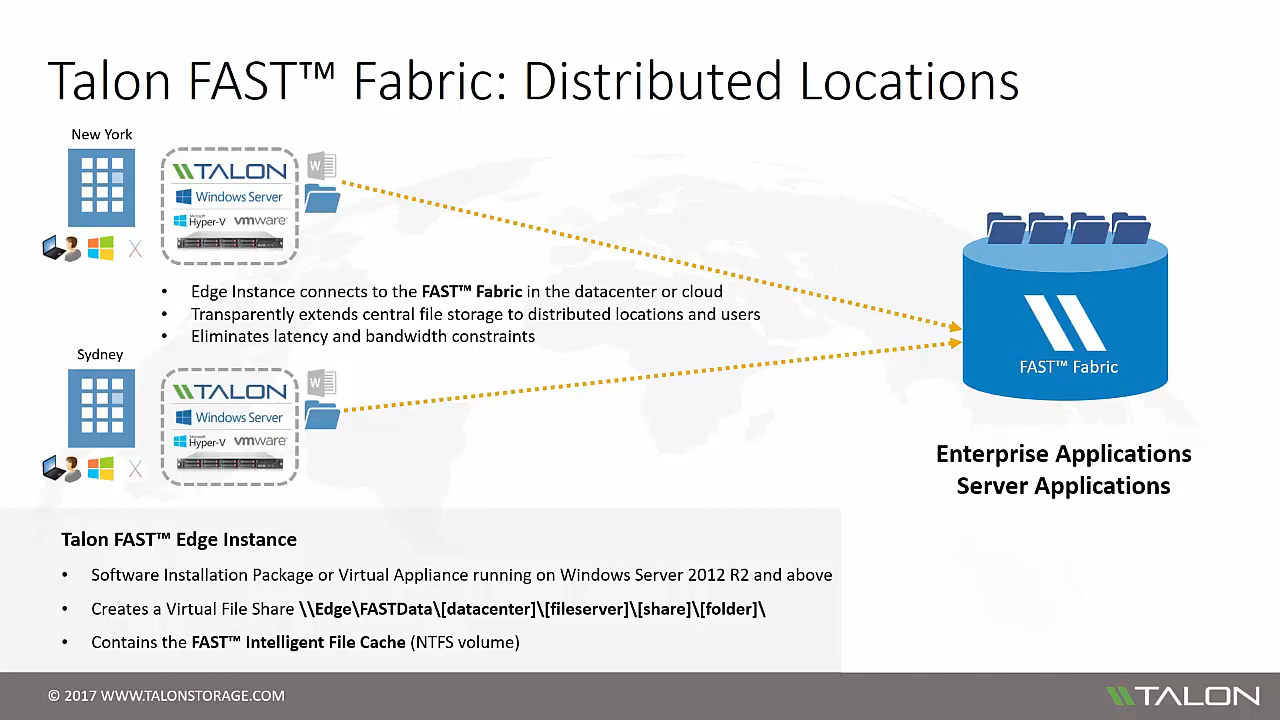 Talon FAST™ Fabric: Distributed Locations
New York
TALON
Windows Server
Microsoft
Hyper-V vmware
W
• Edge Instance connects to the FAST™ Fabric in the datacenter or cloud
• Transparently extends central file storage to distributed locations and users
• Eliminates latency and bandwidth constraints
Sydney
TALON
Windows Server
Microsoft
Hyper-V vmware
W
FAST™ Fabric
Enterprise Applications
Server Applications
Talon FAST™ Edge Instance
• Software Installation Package or Virtual Appliance running on Windows Server 2012 R2 and above
• Creates a Virtual File Share \\Edge\FASTData\[datacenter]\[fileserver]\[share]\[folder]\
• Contains the FAST™ Intelligent File Cache (NTFS volume)
© 2017 WWW.TALONSTORAGE.COM
TALON